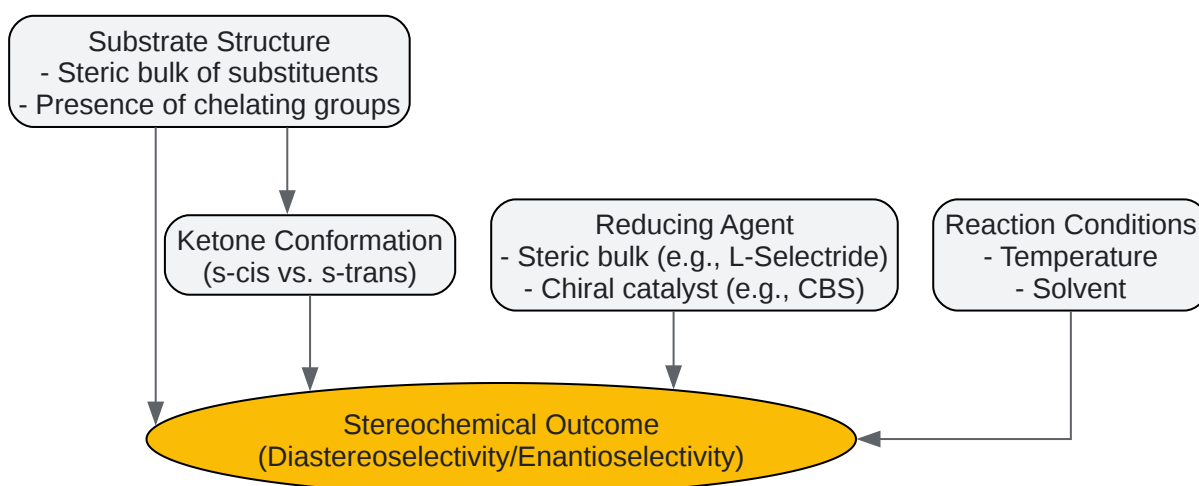 Substrate Structure
- Steric bulk of substituents
- Presence of chelating groups
Ketone Conformation
(s-cis vs. s-trans)
Reducing Agent
- Steric bulk (e.g., L-Selectride)
- Chiral catalyst (e.g., CBS)
Reaction Conditions
- Temperature
- Solvent
Stereochemical Outcome
(Diastereoselectivity/Enantioselectivity)